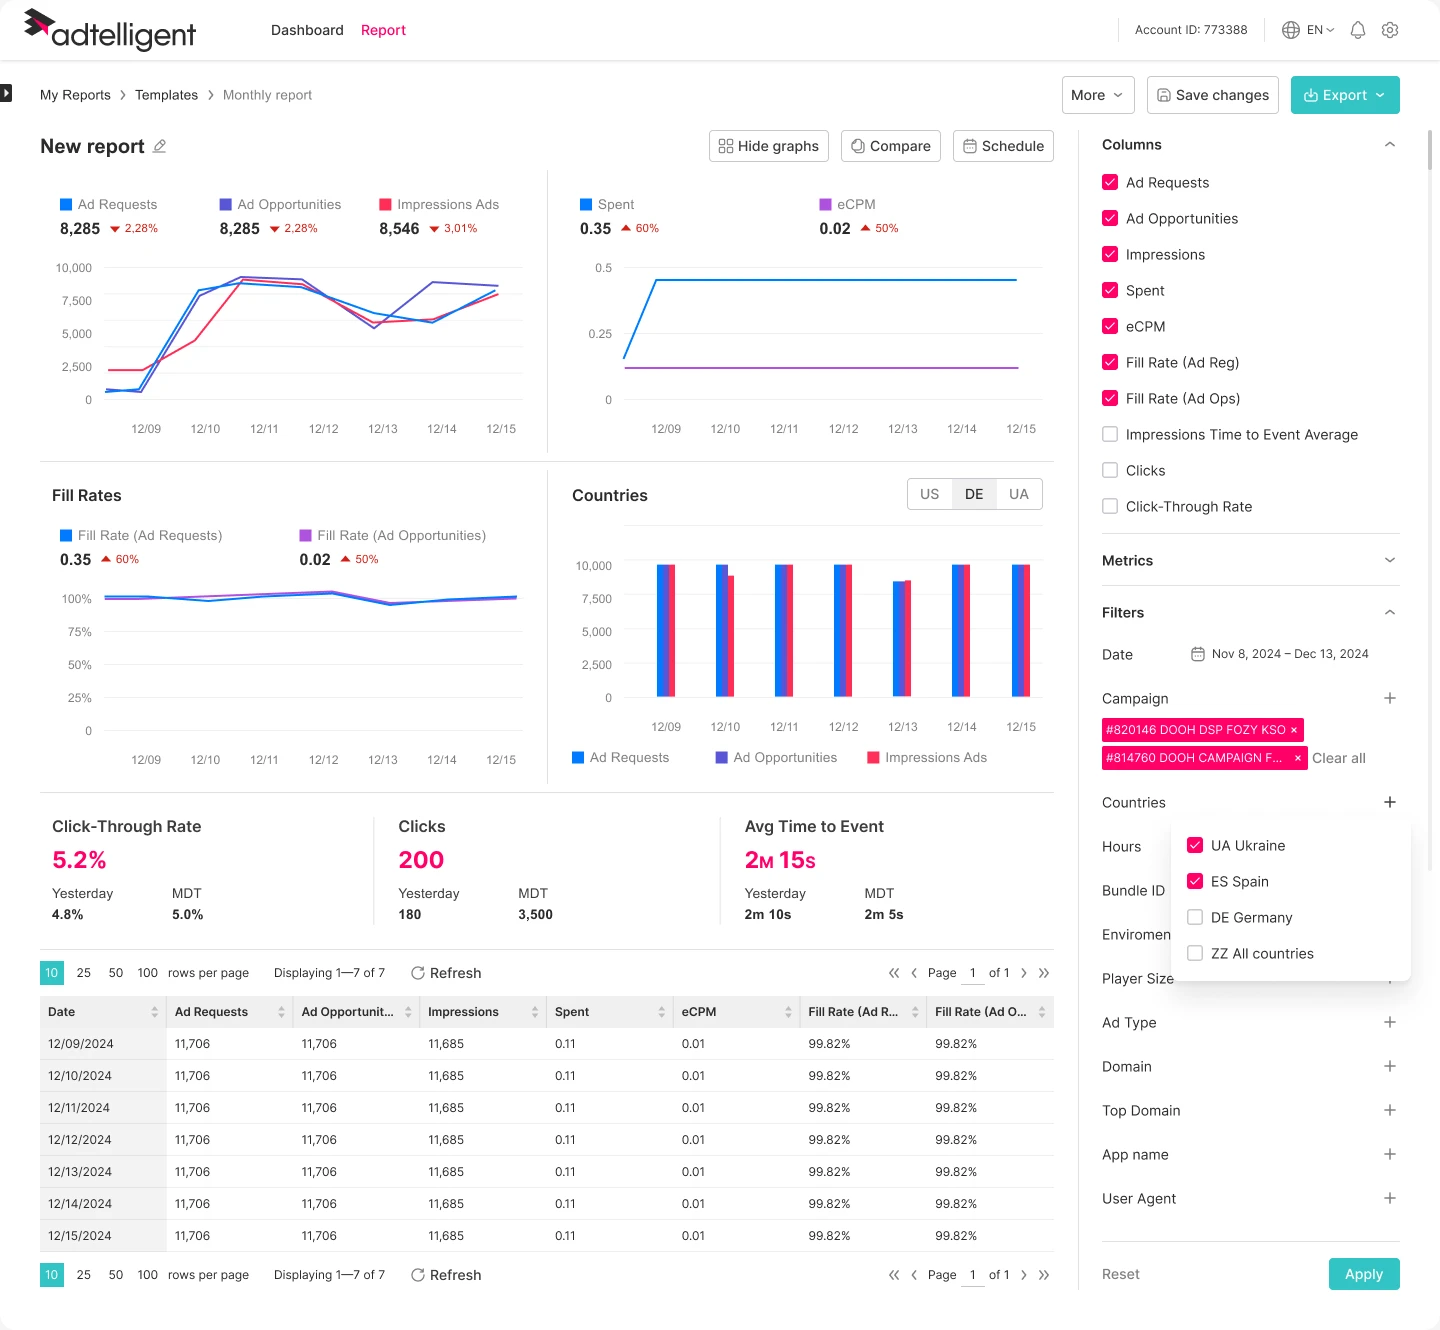 adtelligent
Dashboard Report
Account ID: 773388
EN
My Reports Templates Monthly report
More
Save changes
Export
New report
Hide graphs
Compare
Schedule
Ad Requests Ad Opportunities Impressions Ads
8,285 2,28% 8,285 2,28% 8,546 3,01%
10,000
7,500
5,000
2,500
0
12/09 12/10 12/11 12/12 12/13 12/14 12/15
Spent eCPM
0.35 60% 0.02 50%
0.5
0.25
0
12/09 12/10 12/11 12/12 12/13 12/14 12/15
Fill Rates
Fill Rate (Ad Requests) Fill Rate (Ad Opportunities)
0.35 60% 0.02 50%
100%
75%
50%
25%
0
12/09 12/10 12/11 12/12 12/13 12/14 12/15
Countries
US DE UA
10,000
7,500
5,000
2,500
0
12/09 12/10 12/11 12/12 12/13 12/14 12/15
Ad Requests Ad Opportunities Impressions Ads
Click-Through Rate
5.2%
Yesterday MDT
4.8% 5.0%
Clicks
200
Yesterday MDT
180 3,500
Avg Time to Event
2M 15S
Yesterday MDT
2m 10s 2m 5s
10 25 50 100 rows per page Displaying 1—7 of 7 Refresh Page 1 of 1
Date Ad Requests Ad Opportunit... Impressions Spent eCPM Fill Rate (Ad R... Fill Rate (Ad O...
12/09/2024 11,706 11,706 11,685 0.11 0.01 99.82% 99.82%
12/10/2024 11,706 11,706 11,685 0.11 0.01 99.82% 99.82%
12/11/2024 11,706 11,706 11,685 0.11 0.01 99.82% 99.82%
12/12/2024 11,706 11,706 11,685 0.11 0.01 99.82% 99.82%
12/13/2024 11,706 11,706 11,685 0.11 0.01 99.82% 99.82%
12/14/2024 11,706 11,706 11,685 0.11 0.01 99.82% 99.82%
12/15/2024 11,706 11,706 11,685 0.11 0.01 99.82% 99.82%
10 25 50 100 rows per page Displaying 1—7 of 7 Refresh Page 1 of 1
Columns
Ad Requests
Ad Opportunities
Impressions
Spent
eCPM
Fill Rate (Ad Reg)
Fill Rate (Ad Ops)
Impressions Time to Event Average
Clicks
Click-Through Rate
Metrics
Filters
Date Nov 8, 2024 – Dec 13, 2024
Campaign
#820146 DOOH DSP FOZY KSO ×
#814760 DOOH CAMPAIGN F... × Clear all
Countries
UA Ukraine
ES Spain
DE Germany
ZZ All countries
Hours
Bundle ID
Enviromen
Player Size
Ad Type
Domain
Top Domain
App name
User Agent
Reset
Apply